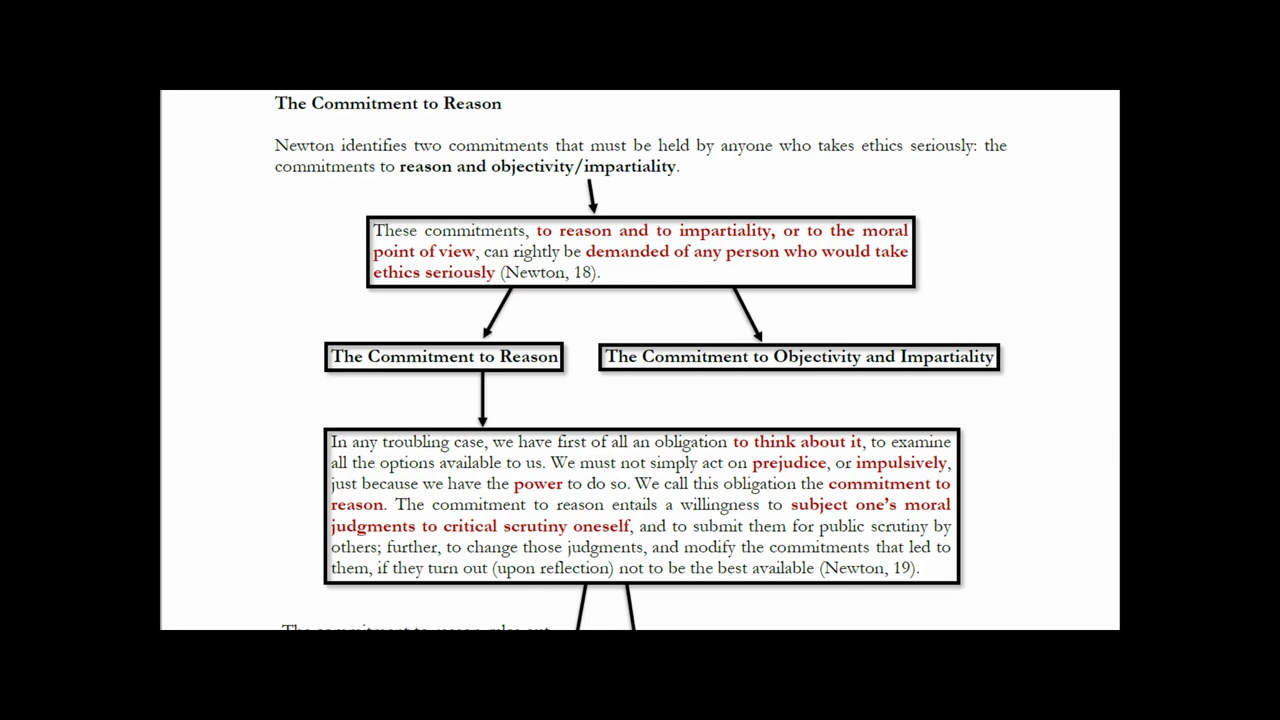 The Commitment to Reason
Newton identifies two commitments that must be held by anyone who takes ethics seriously: the
commitments to reason and objectivity/impartiality.
These commitments, to reason and to impartiality, or to the moral
point of view, can rightly be demanded of any person who would take
ethics seriously (Newton, 18).
The Commitment to Reason
The Commitment to Objectivity and Impartiality
In any troubling case, we have first of all an obligation to think about it, to examine
all the options available to us. We must not simply act on prejudice, or impulsively,
just because we have the power to do so. We call this obligation the commitment to
reason. The commitment to reason entails a willingness to subject one's moral
judgments to critical scrutiny oneself, and to submit them for public scrutiny by
others; further, to change those judgments, and modify the commitments that led to
them, if they turn out (upon reflection) not to be the best available (Newton, 19).